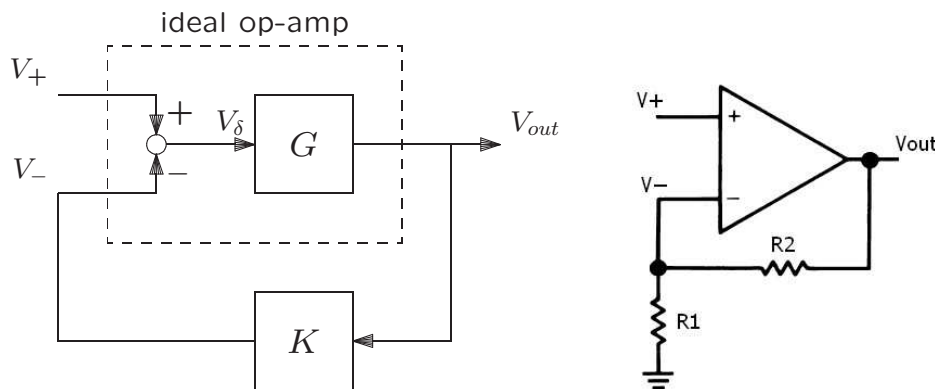 ideal op-amp
V+
+
Vδ
G
Vout
V−
−
K
V+
+
Vout
V-
−
R2
R1